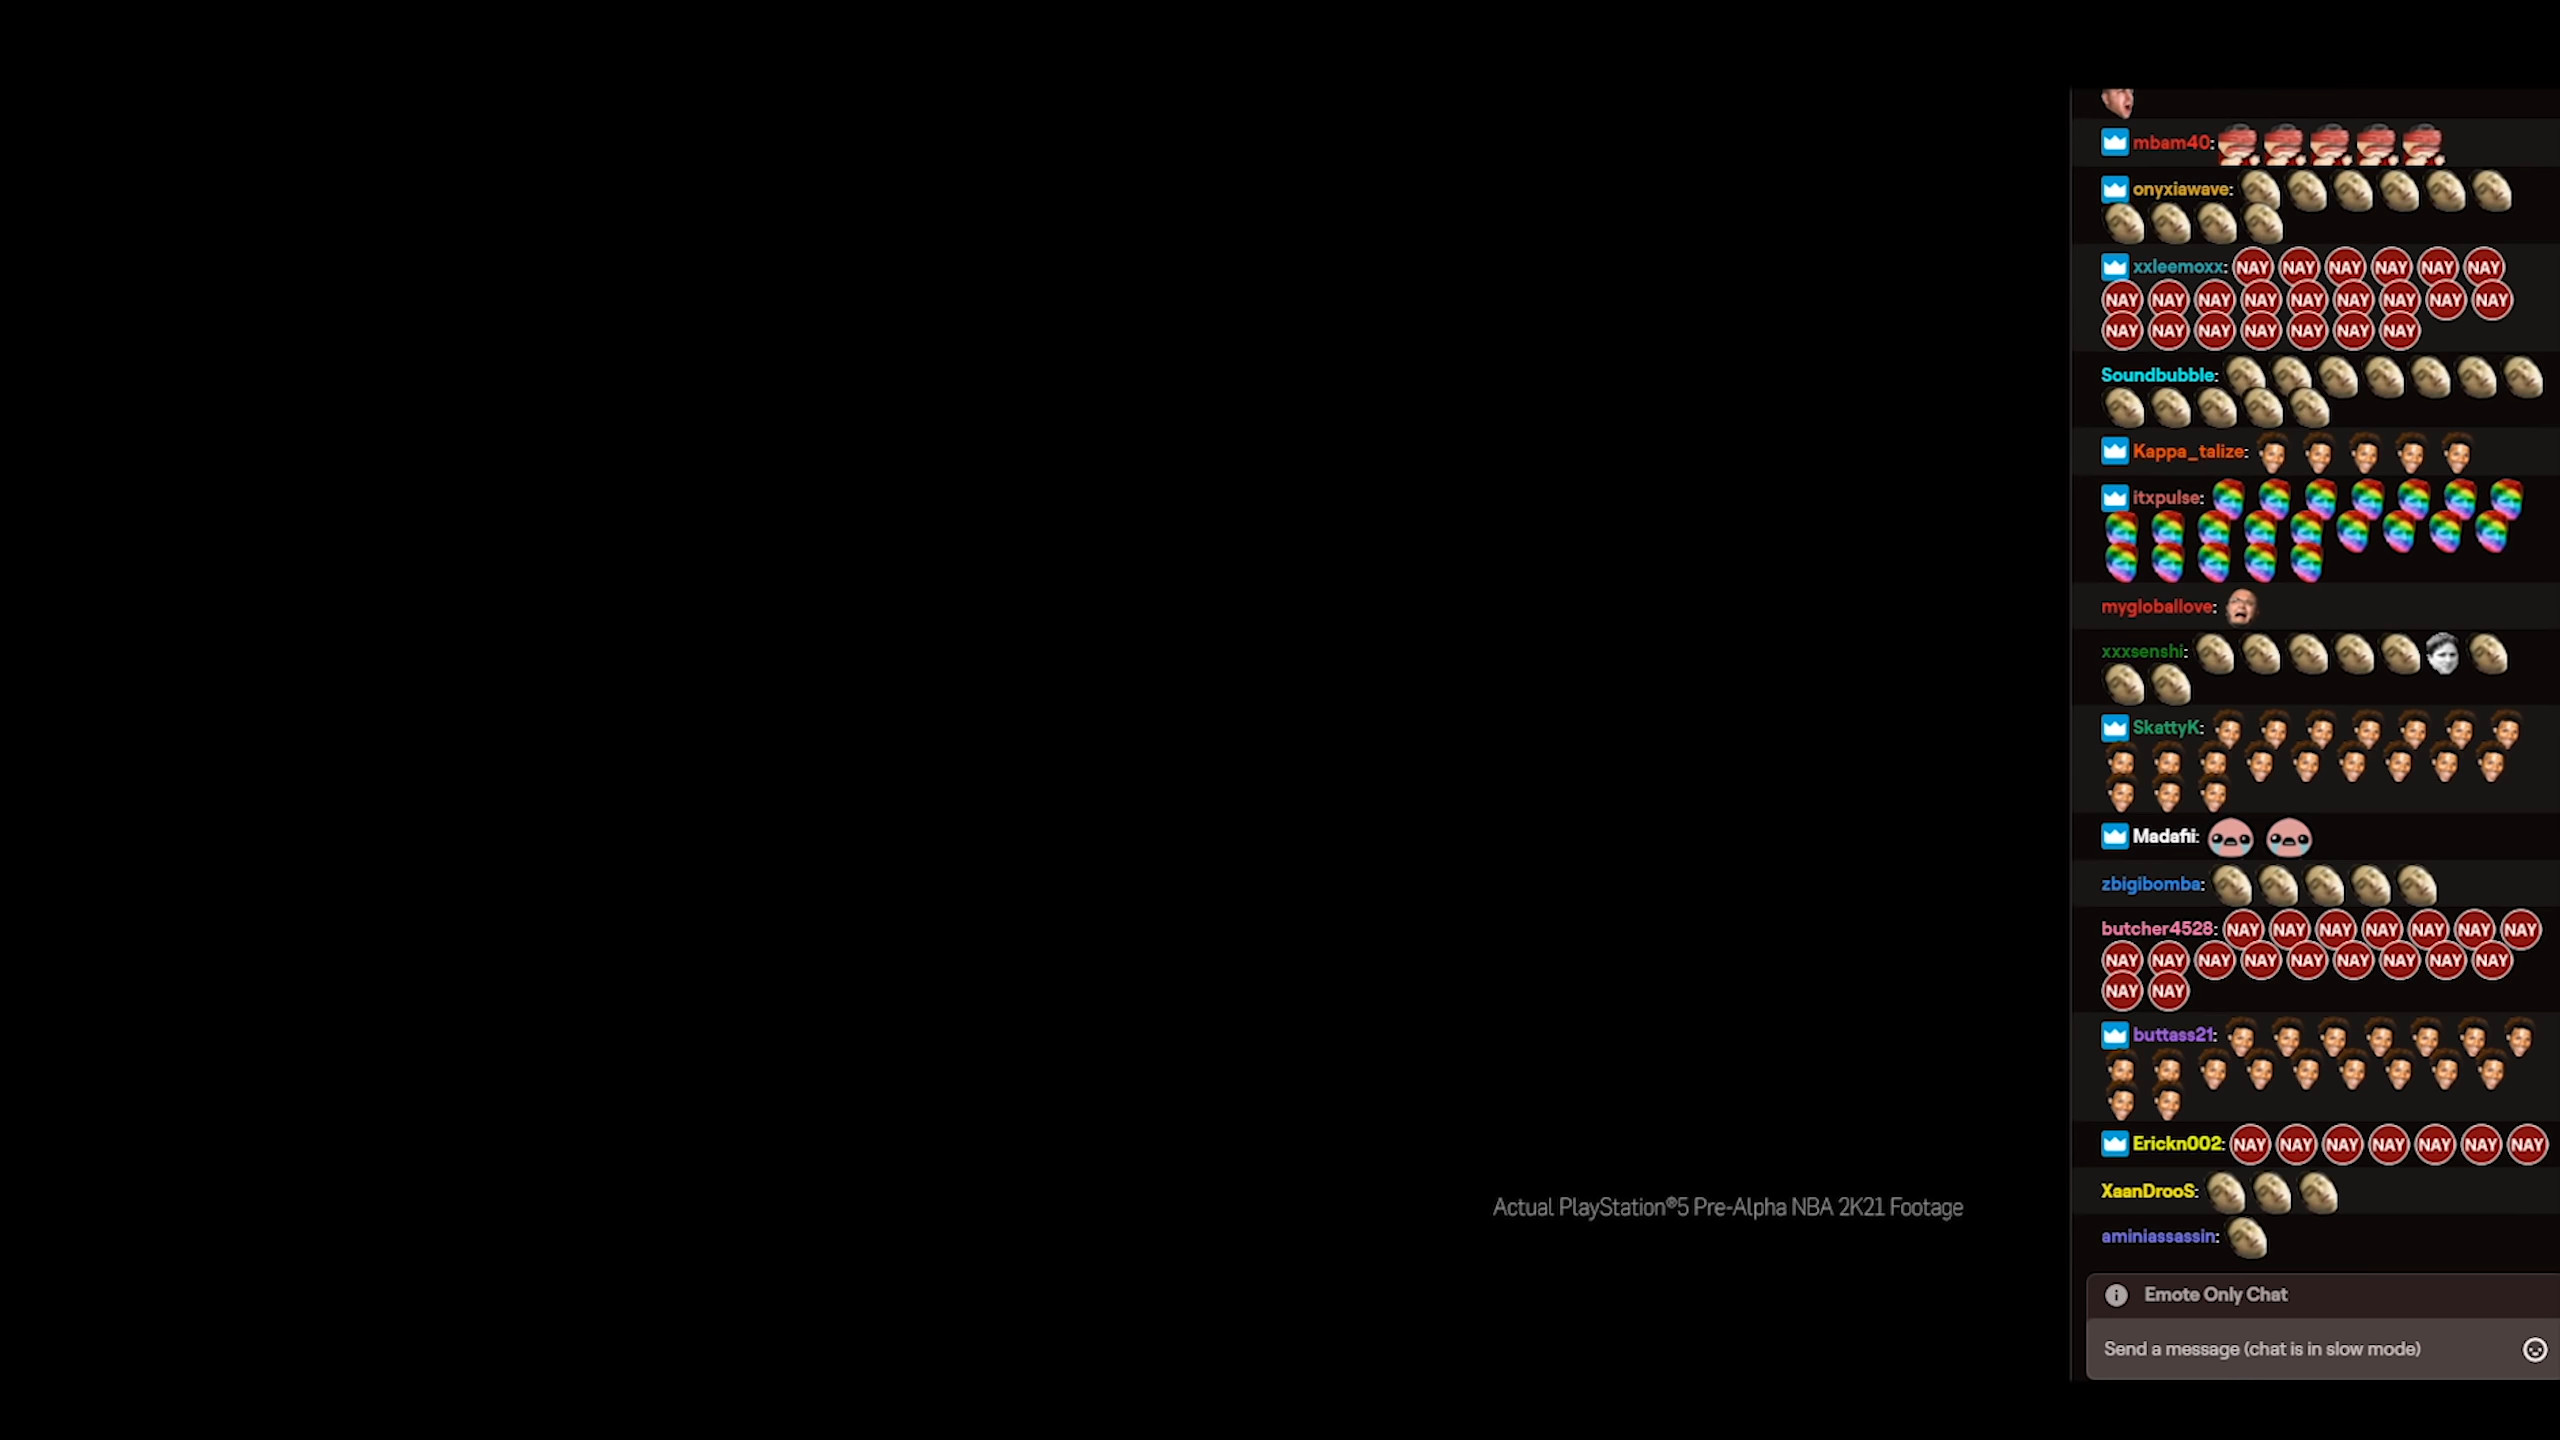 mbam40:
onyxiawave:
xxleemoxx: NAY NAY NAY NAY NAY NAY
NAY NAY NAY NAY NAY NAY NAY NAY NAY
NAY NAY NAY NAY NAY NAY NAY
Soundbubble:
Kappa_talize:
itxpulse:
mygloballove:
xxxsenshi:
SkattyK:
Madafii:
zbigibomba:
butcher4528: NAY NAY NAY NAY NAY NAY NAY
NAY NAY NAY NAY NAY NAY NAY NAY NAY
NAY NAY
buttass21:
Erickn002: NAY NAY NAY NAY NAY NAY NAY
XaanDrooS:
Actual PlayStation®5 Pre-Alpha NBA 2K21 Footage
aminiassassin:
Emote Only Chat
Send a message (chat is in slow mode)